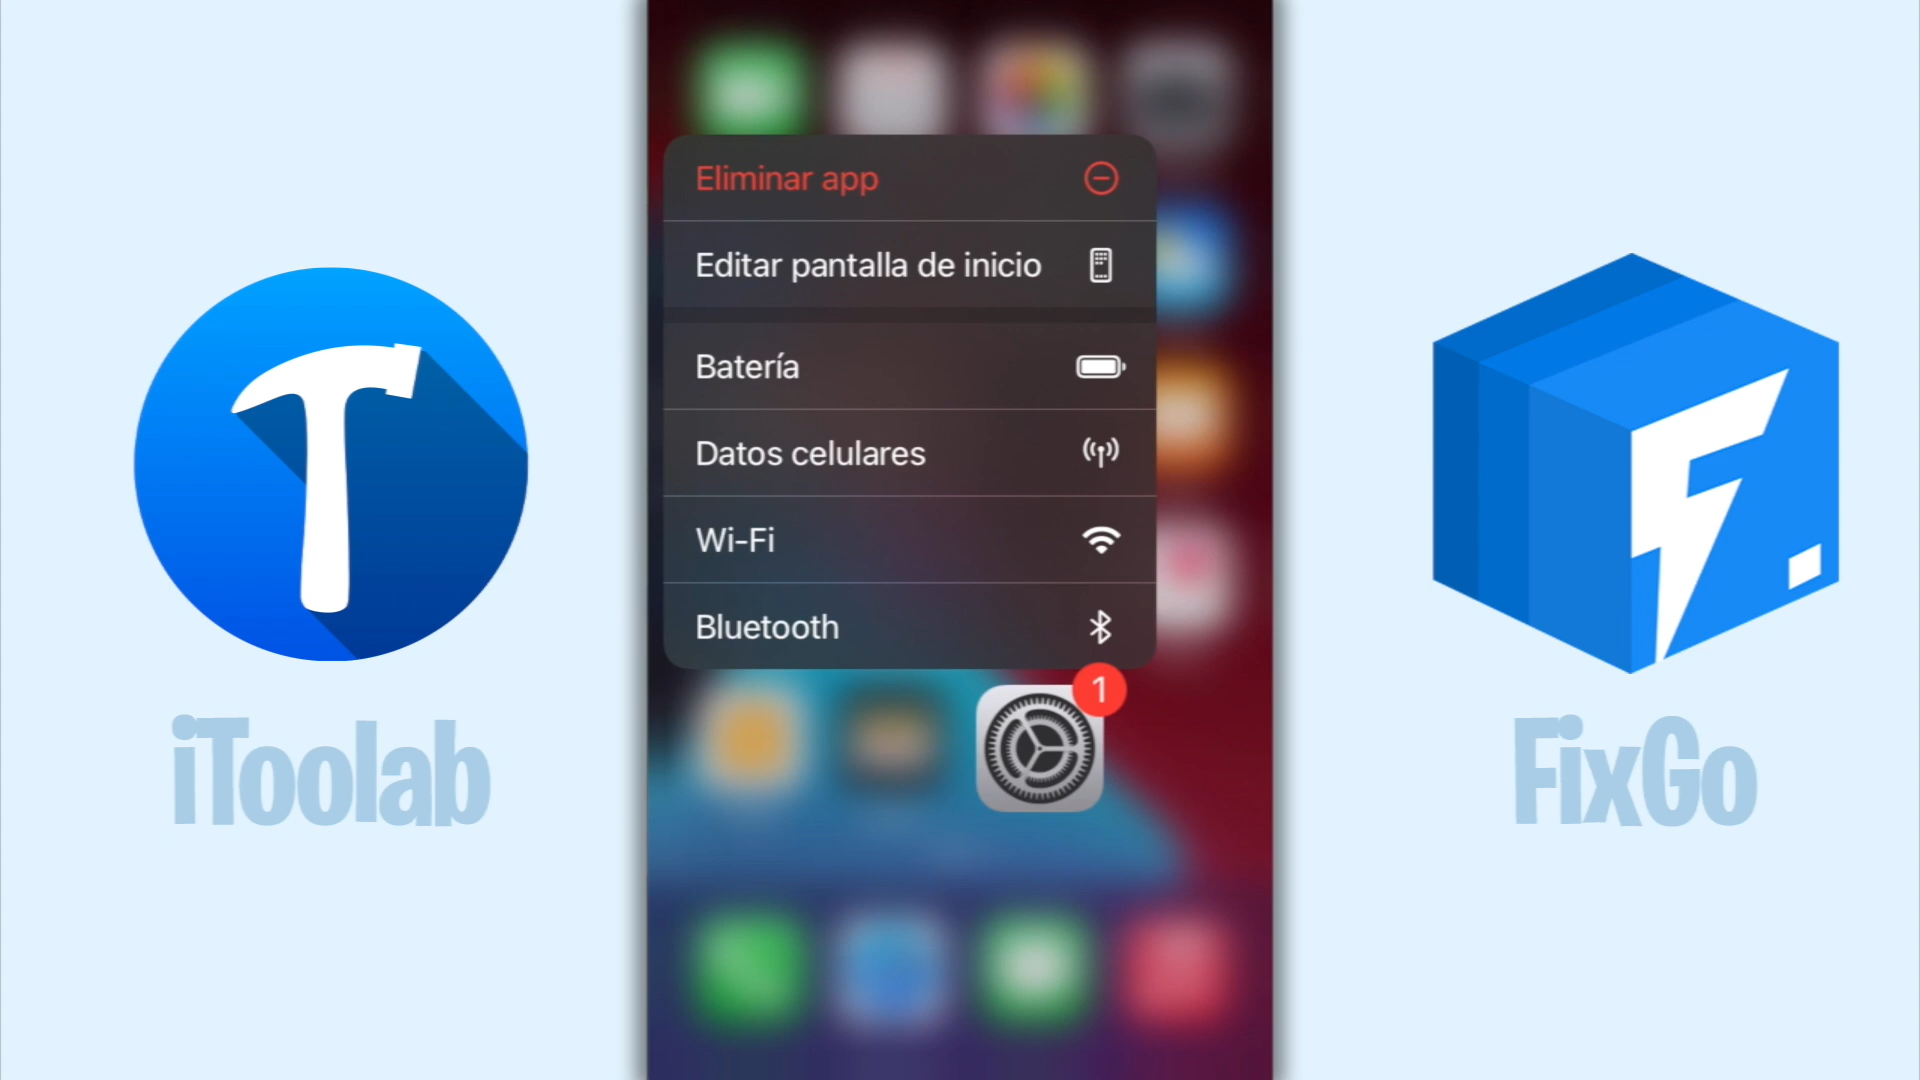 Eliminar app
Editar pantalla de inicio
Batería
Datos celulares
Wi-Fi
Bluetooth
1
iToolab
FixGo